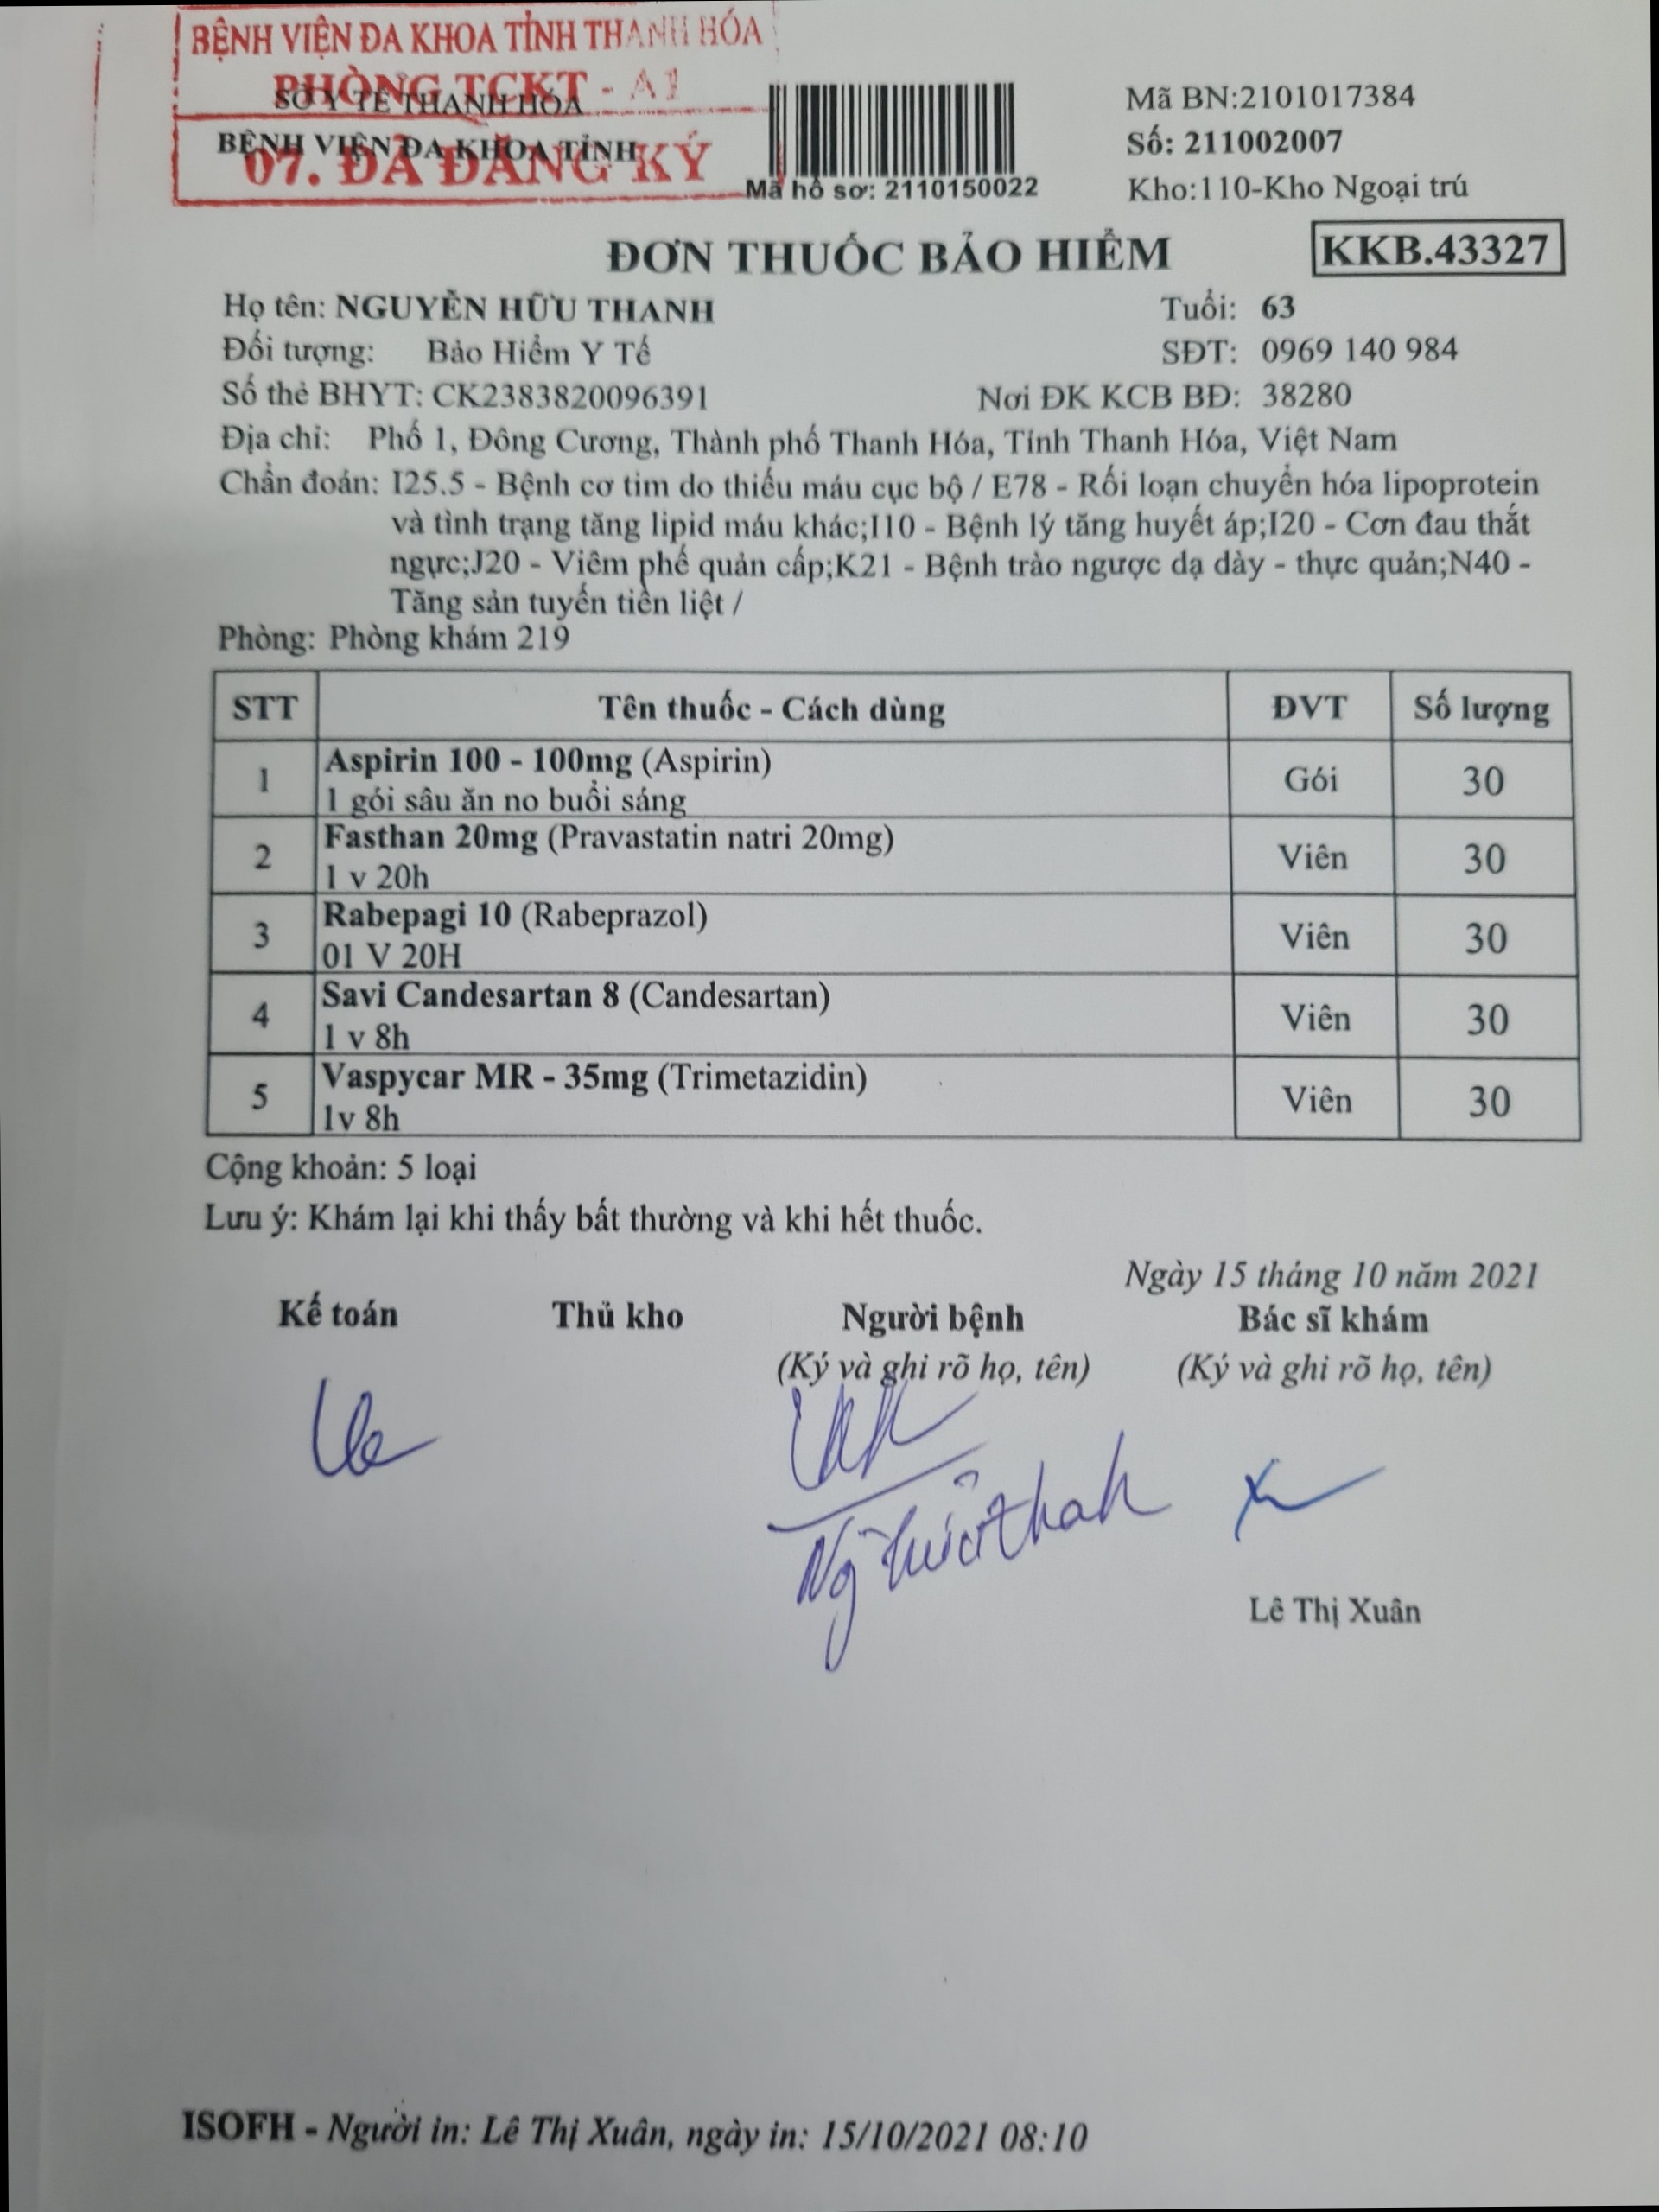 BỆNH VIỆN ĐA KHOA TỈNH THANH HÓA
PHÒNG TCKT - A1
SỞ Y TẾ THANH HÓA
BỆNH VIỆN ĐA KHOA TỈNH
07. ĐÃ ĐĂNG KÝ
Mã hồ sơ: 2110150022
Mã BN:2101017384
Số: 211002007
Kho:110-Kho Ngoại trú
ĐƠN THUỐC BẢO HIỂM
KKB.43327
Họ tên: NGUYỄN HỮU THANH Tuổi: 63
Đối tượng: Bảo Hiểm Y Tế SĐT: 0969 140 984
Số thẻ BHYT: CK2383820096391 Nơi ĐK KCB BĐ: 38280
Địa chỉ: Phố 1, Đông Cương, Thành phố Thanh Hóa, Tỉnh Thanh Hóa, Việt Nam
Chẩn đoán: I25.5 - Bệnh cơ tim do thiếu máu cục bộ / E78 - Rối loạn chuyển hóa lipoprotein
và tình trạng tăng lipid máu khác;I10 - Bệnh lý tăng huyết áp;I20 - Cơn đau thắt
ngực;J20 - Viêm phế quản cấp;K21 - Bệnh trào ngược dạ dày - thực quản;N40 -
Tăng sản tuyến tiền liệt /
Phòng: Phòng khám 219
STT Tên thuốc - Cách dùng ĐVT Số lượng
1 Aspirin 100 - 100mg (Aspirin) Gói 30
1 gói sâu ăn no buổi sáng
2 Fasthan 20mg (Pravastatin natri 20mg) Viên 30
1 v 20h
3 Rabepagi 10 (Rabeprazol) Viên 30
01 V 20H
4 Savi Candesartan 8 (Candesartan) Viên 30
1 v 8h
5 Vaspycar MR - 35mg (Trimetazidin) Viên 30
1v 8h
Cộng khoản: 5 loại
Lưu ý: Khám lại khi thấy bất thường và khi hết thuốc.
Ngày 15 tháng 10 năm 2021
Kế toán Thủ kho Người bệnh Bác sĩ khám
(Ký và ghi rõ họ, tên) (Ký và ghi rõ họ, tên)
Ng Hữu Thanh
Lê Thị Xuân
ISOFH - Người in: Lê Thị Xuân, ngày in: 15/10/2021 08:10